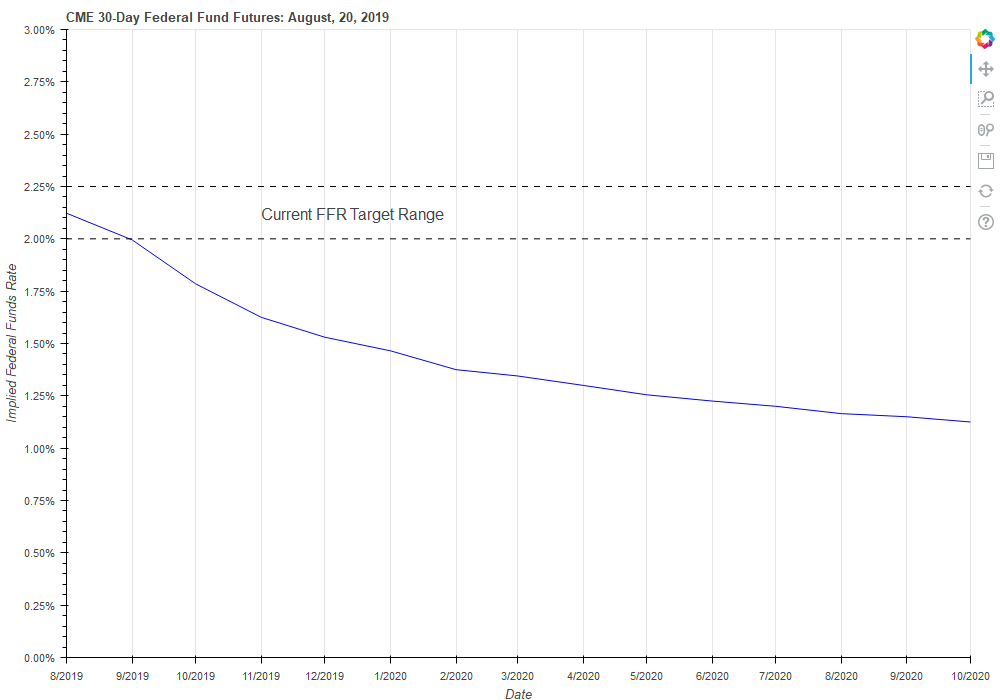 CME 30-Day Federal Fund Futures: August, 20, 2019
3.00%
2.75%
2.50%
2.25%
Current FFR Target Range
2.00%
1.75%
1.50%
1.25%
1.00%
0.75%
0.50%
0.25%
0.00%
Implied Federal Funds Rate
8/2019 9/2019 10/2019 11/2019 12/2019 1/2020 2/2020 3/2020 4/2020 5/2020 6/2020 7/2020 8/2020 9/2020 10/2020
Date